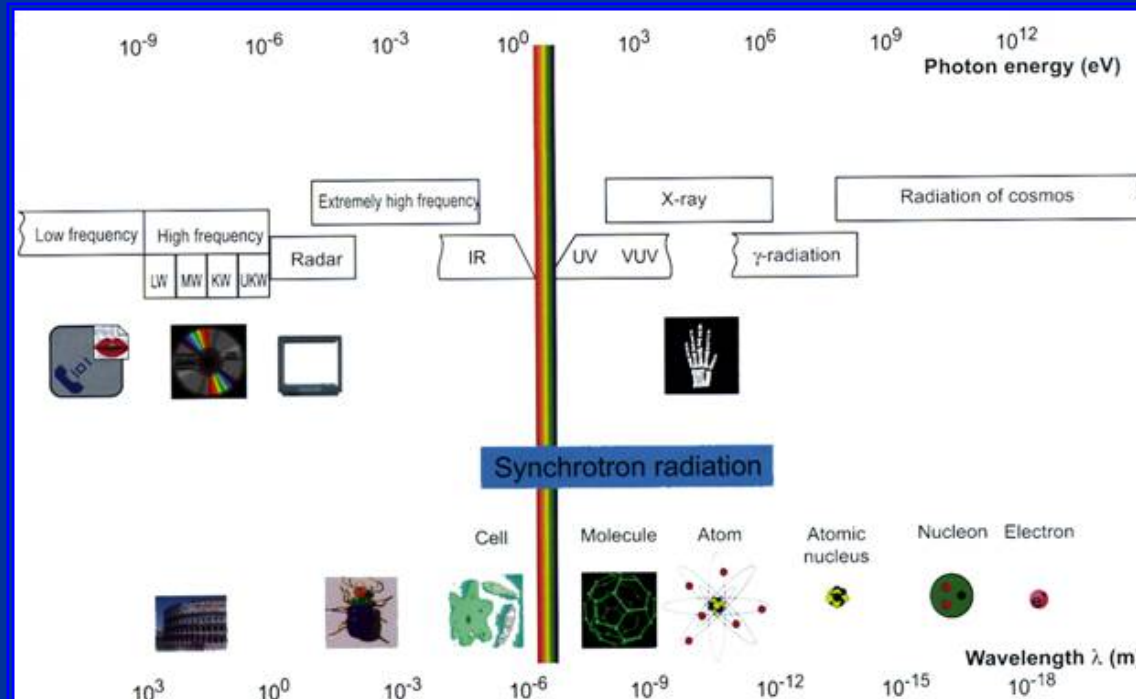 10⁻⁹ 10⁻⁶ 10⁻³ 10⁰ 10³ 10⁶ 10⁹ 10¹²
Photon energy (eV)
Extremely high frequency X-ray Radiation of cosmos
Low frequency High frequency Radar IR UV VUV γ-radiation
LW MW KW UKW
Synchrotron radiation
Cell Molecule Atom Atomic nucleus Nucleon Electron
Wavelength λ (m
10³ 10⁰ 10⁻³ 10⁻⁶ 10⁻⁹ 10⁻¹² 10⁻¹⁵ 10⁻¹⁸